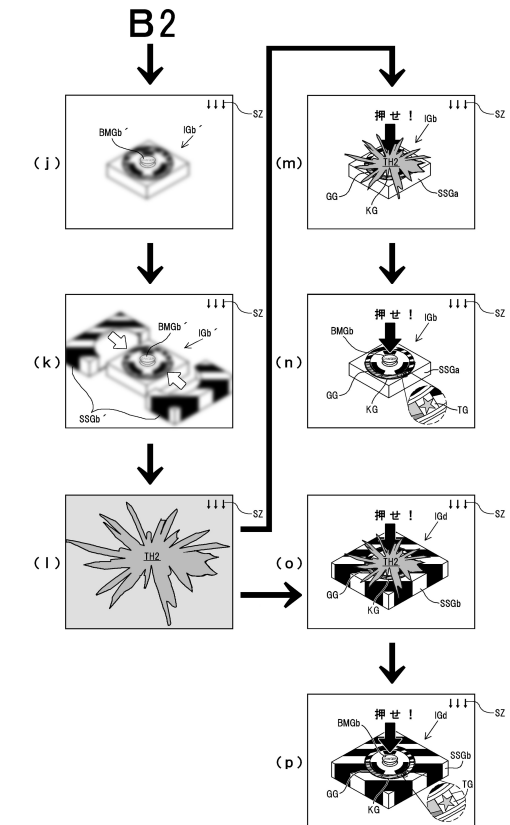 B2
(j)
BMGb´
IGb´
↓↓↓
SZ
(k)
BMGb´
IGb´
SSGb´
↓↓↓
SZ
(l)
TH2
↓↓↓
SZ
(m)
押せ！
IGb
TH2
GG
KG
SSGa
↓↓↓
SZ
(n)
押せ！
BMGb
IGb
SSGa
GG
KG
TG
↓↓↓
SZ
(o)
押せ！
IGd
TH2
GG
KG
SSGb
↓↓↓
SZ
(p)
押せ！
BMGb
IGd
SSGb
TG
GG
KG
↓↓↓
SZ